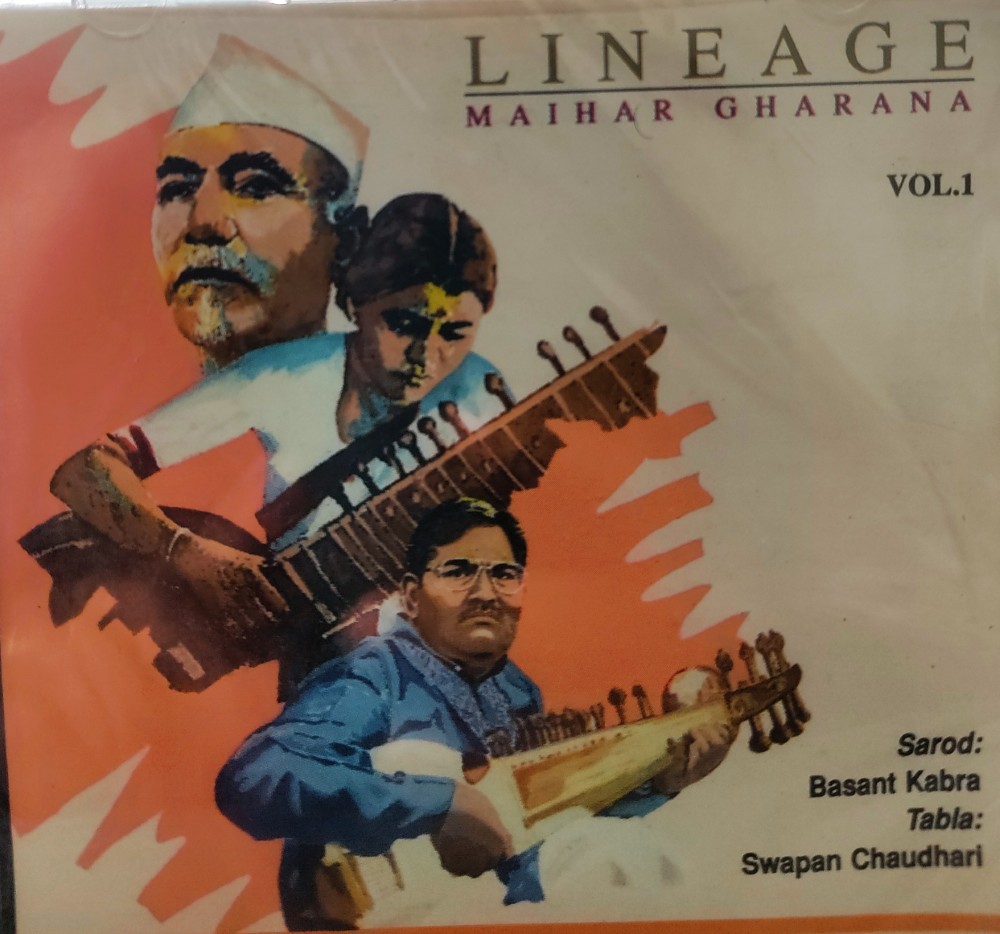 LINEAGE
MAIHAR GHARANA
VOL.1
Sarod:
Basant Kabra
Tabla:
Swapan Chaudhari